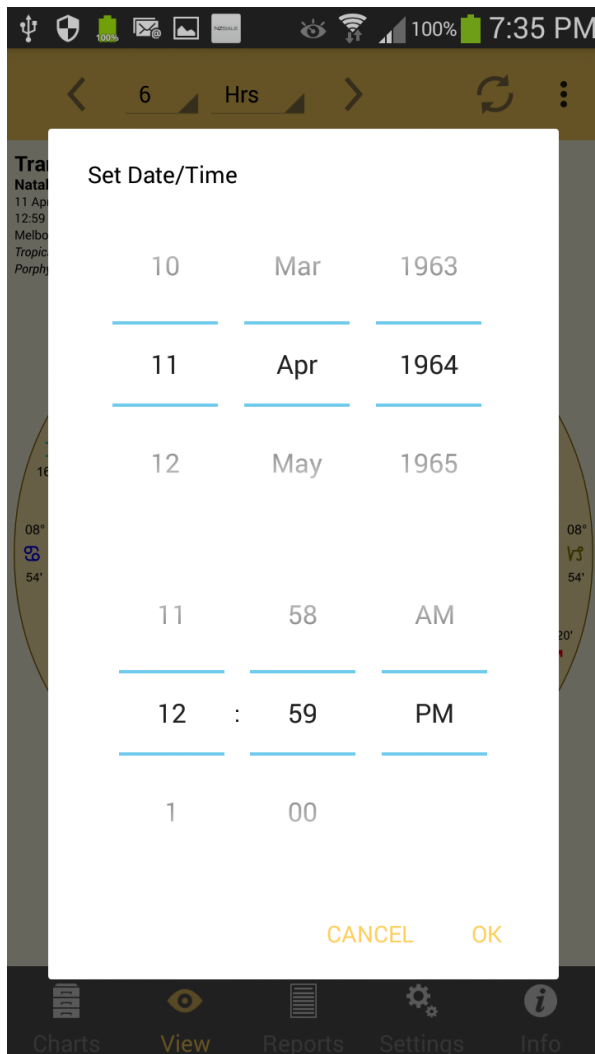 100% NZSALE 100% 7:35 PM
6 Hrs
Tra
Natal
11 Ap
12:59
Melbo
Tropic
Porphy
Set Date/Time
10 Mar 1963
11 Apr 1964
12 May 1965
16
08° 08°
54' 54'
11 58 AM
20'
12 : 59 PM
1 00
CANCEL OK
Charts View Reports Settings Info